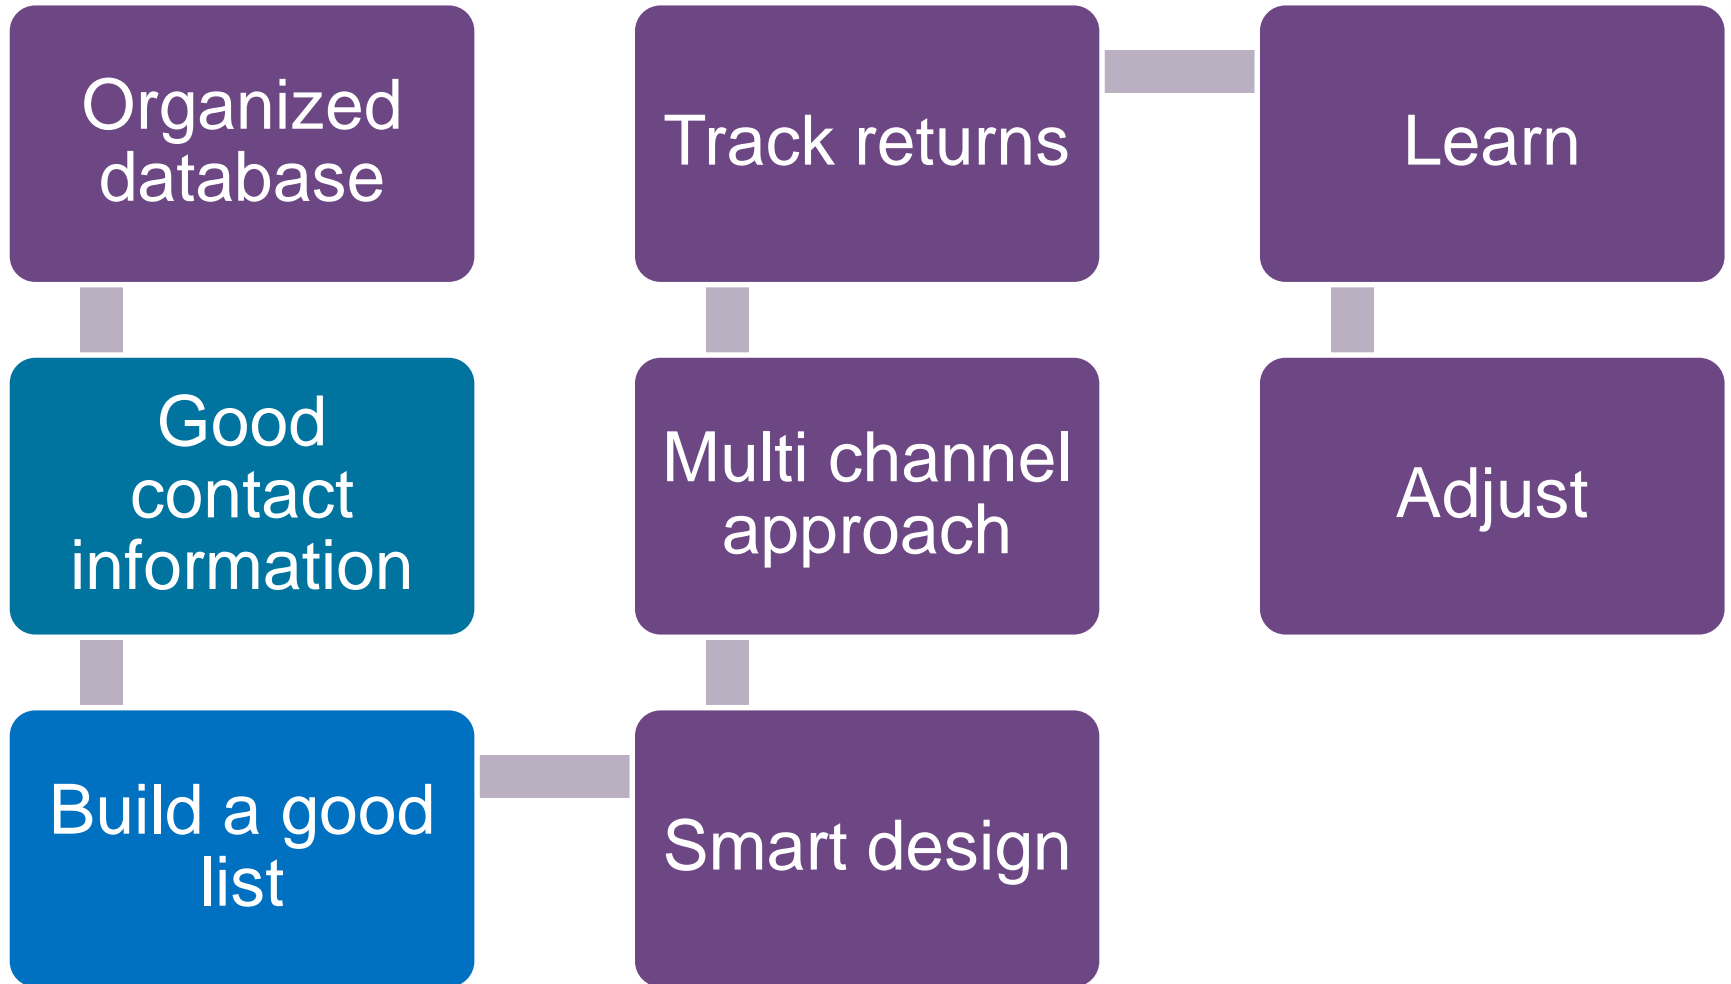 Organized
database
Good
contact
information
Build a good
list
Smart design
Multi channel
approach
Track returns
Learn
Adjust